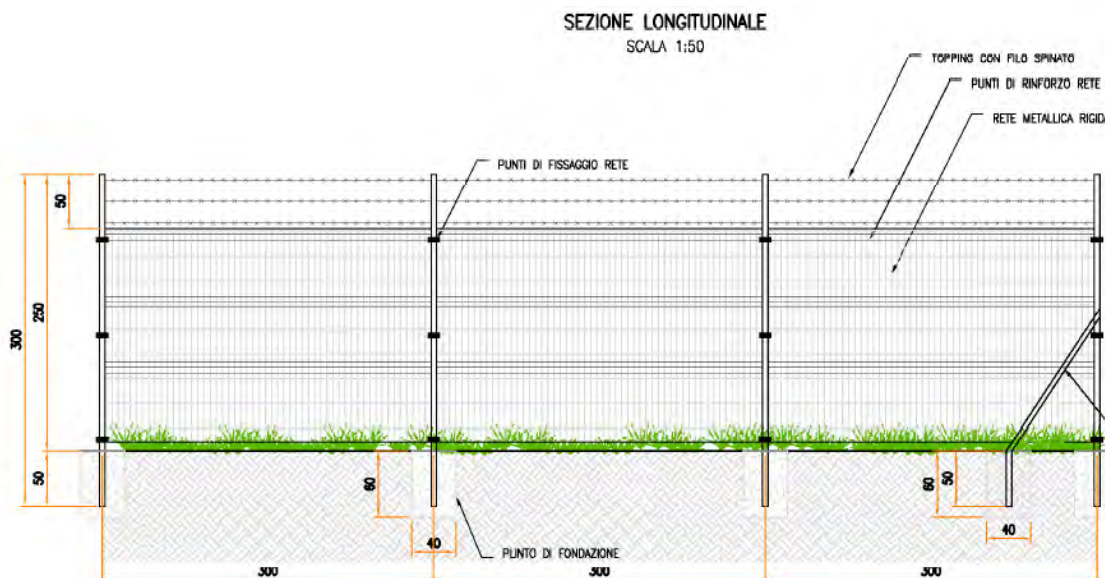 SEZIONE LONGITUDINALE
SCALA 1:50
TOPPING CON FILO SPINATO
PUNTI DI RINFORZO RETE
RETE METALLICA RIGIDA
PUNTI DI FISSAGGIO RETE
50
250
300
50
60
40
PUNTO DI FONDAZIONE
60
50
40
300
300
300